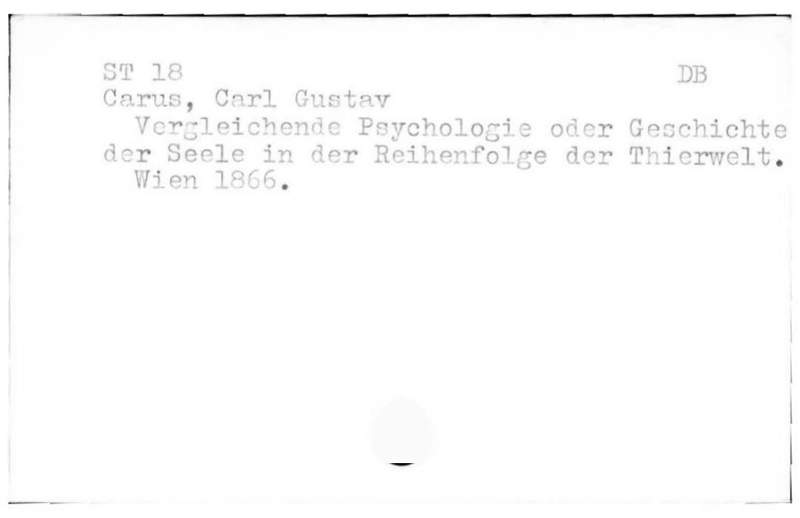 ST 18 DB
Carus, Carl Gustav
Vergleichende Psychologie oder Geschichte
der Seele in der Reihenfolge der Thierwelt.
Wien 1866.